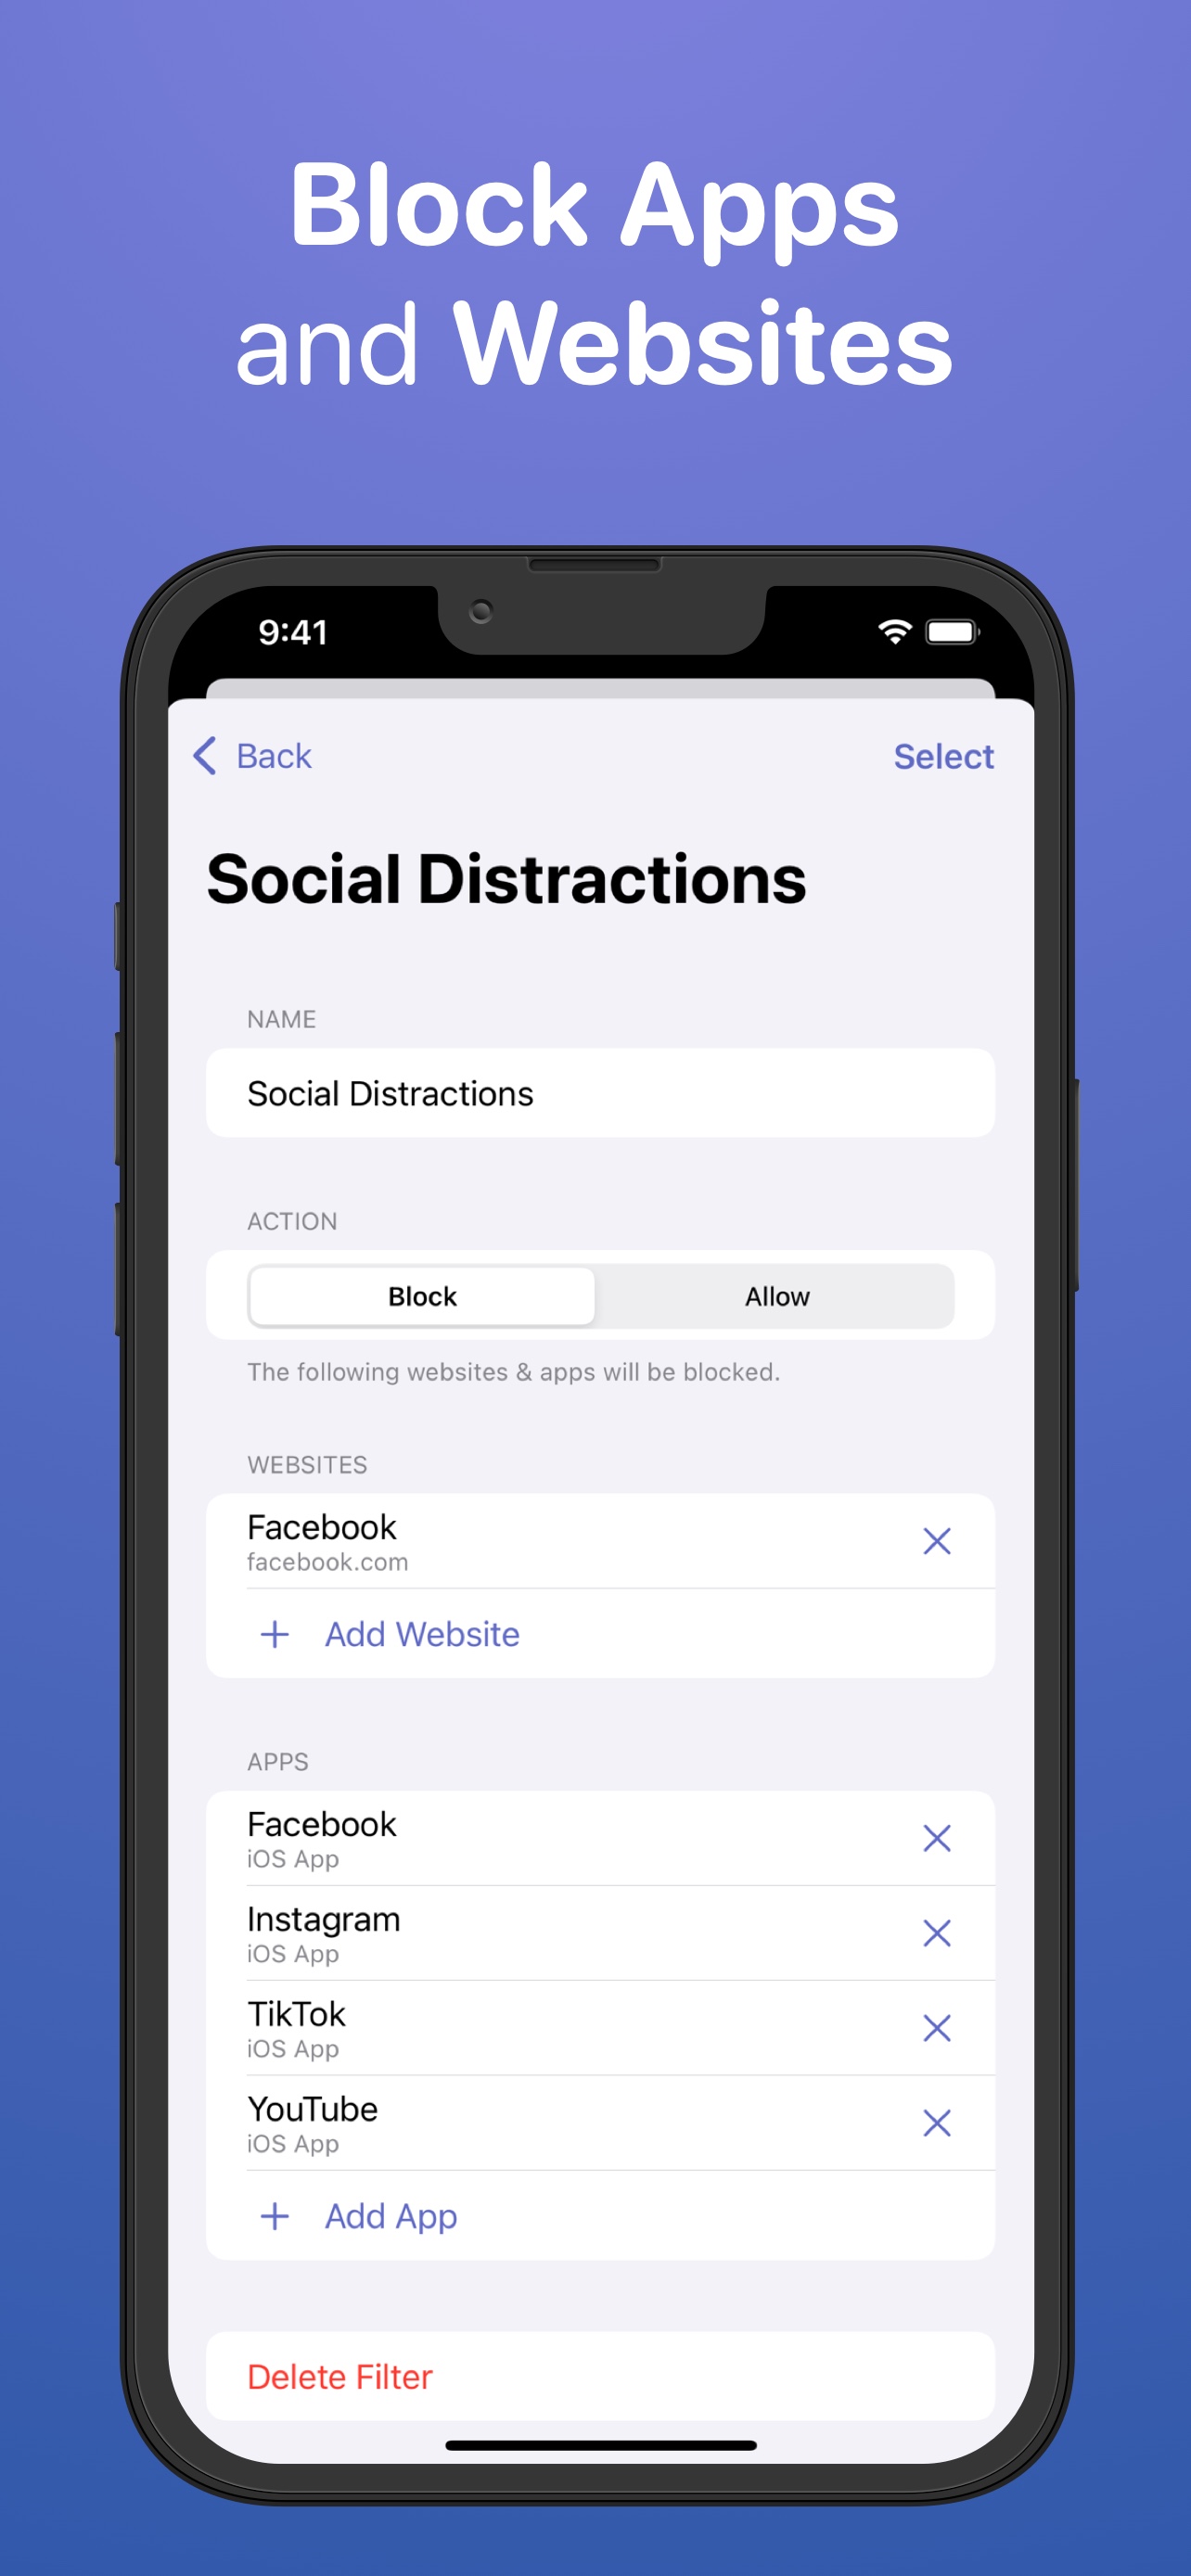 Block Apps
and Websites
9:41
Back
Select
Social Distractions
NAME
Social Distractions
ACTION
Block
Allow
The following websites & apps will be blocked.
WEBSITES
Facebook
facebook.com
Add Website
APPS
Facebook
iOS App
Instagram
iOS App
TikTok
iOS App
YouTube
iOS App
Add App
Delete Filter